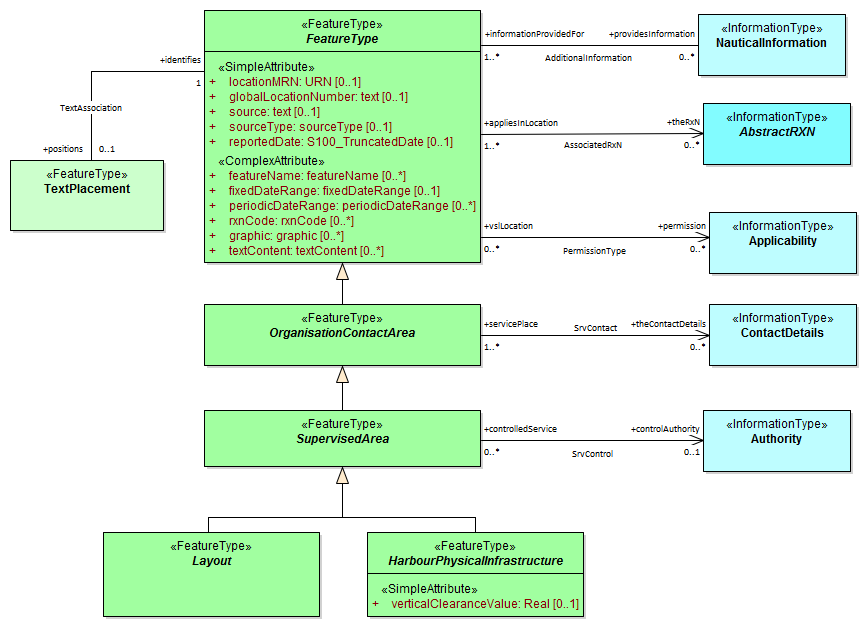 «FeatureType»
FeatureType
«SimpleAttribute»
+ locationMRN: URN [0..1]
+ globalLocationNumber: text [0..1]
+ source: text [0..1]
+ sourceType: sourceType [0..1]
+ reportedDate: S100_TruncatedDate [0..1]
«ComplexAttribute»
+ featureName: featureName [0..*]
+ fixedDateRange: fixedDateRange [0..1]
+ periodicDateRange: periodicDateRange [0..*]
+ rxnCode: rxnCode [0..*]
+ graphic: graphic [0..*]
+ textContent: textContent [0..*]
+identifies
1
TextAssociation
+positions 0..1
«FeatureType»
TextPlacement
+informationProvidedFor +providesInformation
1..* AdditionalInformation 0..*
«InformationType»
NauticalInformation
+appliesInLocation +theRxN
1..* AssociatedRxN 0..*
«InformationType»
AbstractRXN
+vslLocation +permission
0..* PermissionType 0..*
«InformationType»
Applicability
«FeatureType»
OrganisationContactArea
+servicePlace SrvContact +theContactDetails
1..* 0..*
«InformationType»
ContactDetails
«FeatureType»
SupervisedArea
+controlledService +controlAuthority
0..* SrvControl 0..1
«InformationType»
Authority
«FeatureType»
Layout
«FeatureType»
HarbourPhysicalInfrastructure
«SimpleAttribute»
+ verticalClearanceValue: Real [0..1]